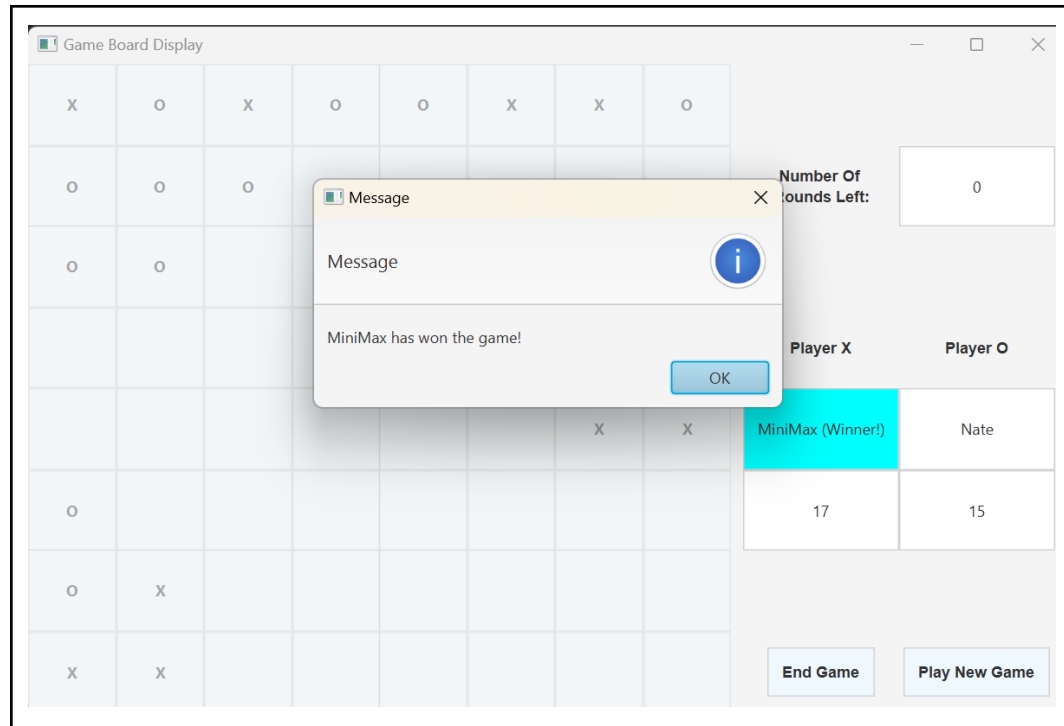 Game Board Display
X O X O O X X O
O O O
Number Of
ounds Left:
0
Message
O O
Message
MiniMax has won the game!
OK
Player X Player O
X X
MiniMax (Winner!) Nate
O
17 15
O X
X X
End Game Play New Game